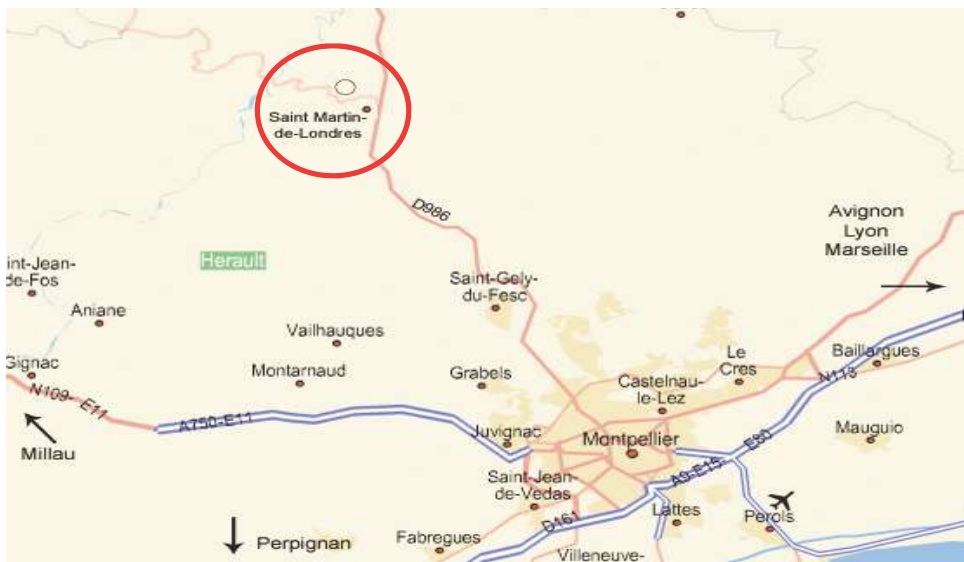 Saint Martin-
de-Londres
D986
Avignon
Lyon
Marseille
Herault
int-Jean-
de-Fos
Saint-Gely-
du-Fesc
Aniane
Vailhauques
Le
Cres
Baillargues
Gignac
Montarnaud
Grabels
Castelnau-
le-Lez
N113
N109- E11
A750-E11
Juvignac
Montpellier
E80
Mauguio
Millau
A9-E15-
Saint-Jean-
de-Vedas
D161
Lattes
Perols
Perpignan
Fabregues
Villeneuve-